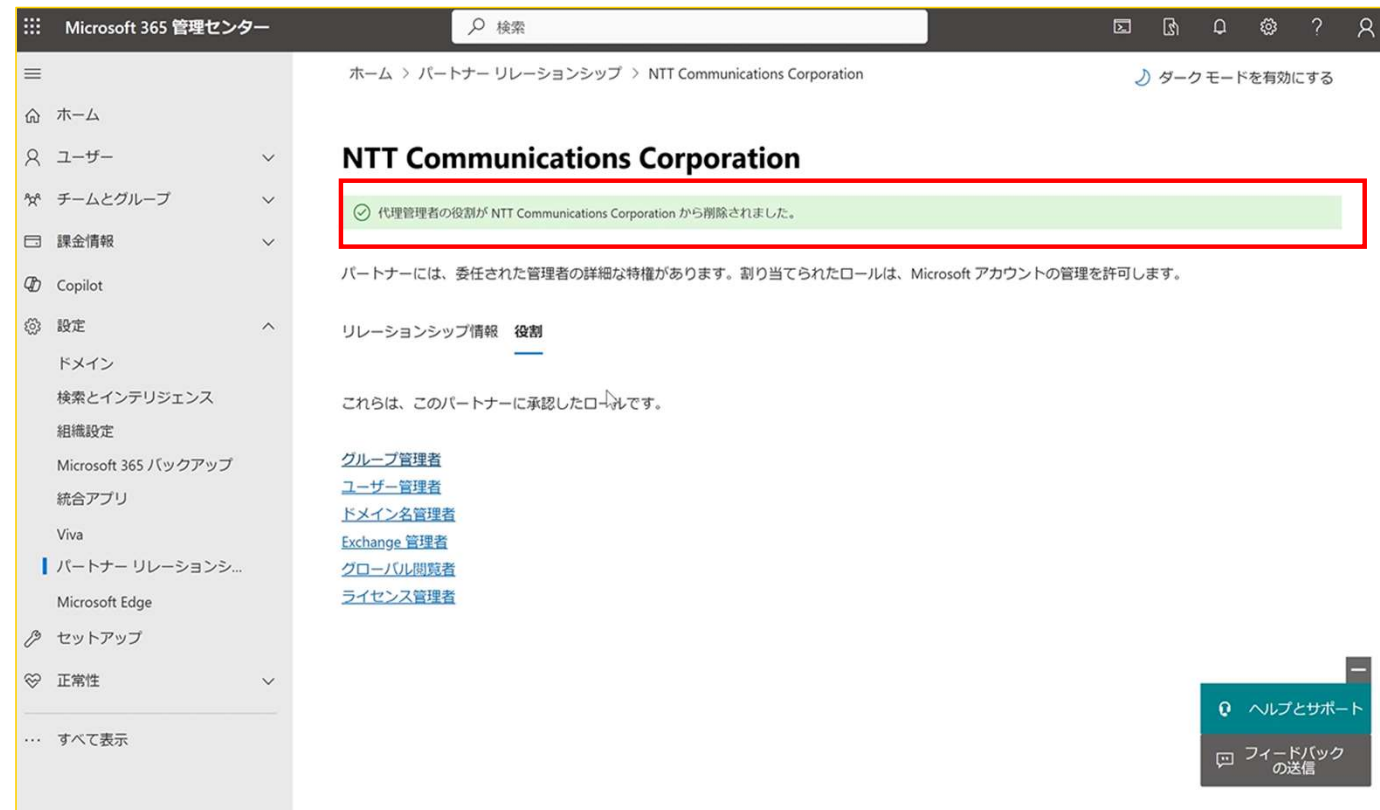 Microsoft 365 管理センター
検索
ホーム > パートナー リレーションシップ > NTT Communications Corporation
ダーク モードを有効にする
ホーム
ユーザー
チームとグループ
課金情報
Copilot
設定
ドメイン
検索とインテリジェンス
組織設定
Microsoft 365 バックアップ
統合アプリ
Viva
パートナー リレーションシ...
Microsoft Edge
セットアップ
正常性
すべて表示
NTT Communications Corporation
代理管理者の役割が NTT Communications Corporation から削除されました。
パートナーには、委任された管理者の詳細な特権があります。割り当てられたロールは、Microsoft アカウントの管理を許可します。
リレーションシップ情報 役割
これらは、このパートナーに承認したロールです。
グループ管理者
ユーザー管理者
ドメイン名管理者
Exchange 管理者
グローバル閲覧者
ライセンス管理者
ヘルプとサポート
フィードバック
の送信